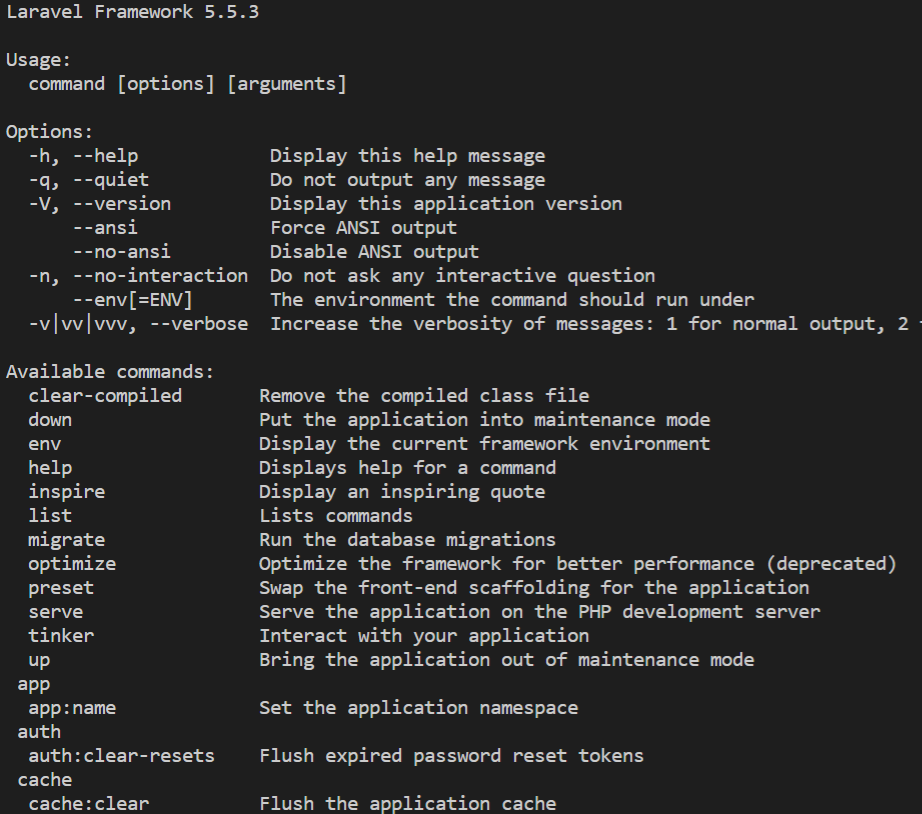 Laravel Framework 5.5.3
Usage:
command [options] [arguments]
Options:
-h, --help Display this help message
-q, --quiet Do not output any message
-V, --version Display this application version
--ansi Force ANSI output
--no-ansi Disable ANSI output
-n, --no-interaction Do not ask any interactive question
--env[=ENV] The environment the command should run under
-v|vv|vvv, --verbose Increase the verbosity of messages: 1 for normal output, 2
Available commands:
clear-compiled Remove the compiled class file
down Put the application into maintenance mode
env Display the current framework environment
help Displays help for a command
inspire Display an inspiring quote
list Lists commands
migrate Run the database migrations
optimize Optimize the framework for better performance (deprecated)
preset Swap the front-end scaffolding for the application
serve Serve the application on the PHP development server
tinker Interact with your application
up Bring the application out of maintenance mode
app
app:name Set the application namespace
auth
auth:clear-resets Flush expired password reset tokens
cache
cache:clear Flush the application cache